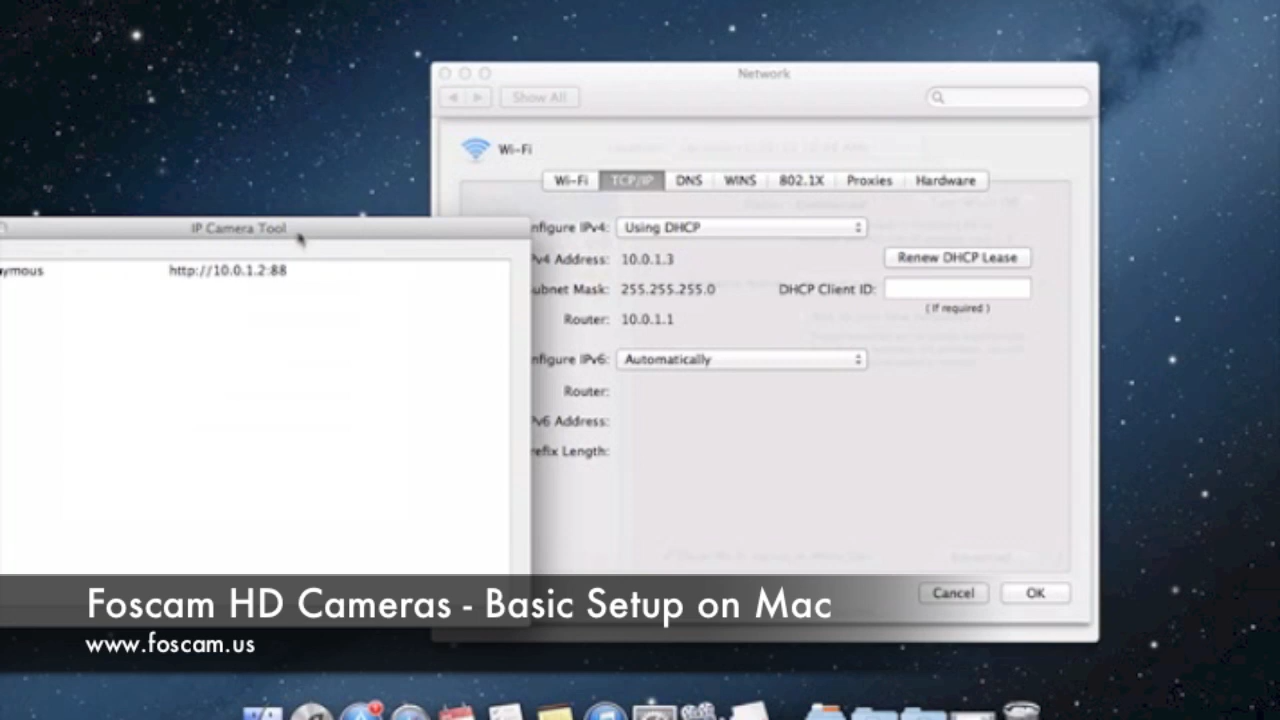 Network
Show All
Wi-Fi
Wi-Fi TCP/IP DNS WINS 802.1X Proxies Hardware
IP Camera Tool
ymous http://10.0.1.2:88
nfigure IPv4: Using DHCP
Pv4 Address: 10.0.1.3 Renew DHCP Lease
ubnet Mask: 255.255.255.0 DHCP Client ID:
( If required )
Router: 10.0.1.1
nfigure IPv6: Automatically
Router:
Pv6 Address:
refix Length:
Cancel OK
Foscam HD Cameras - Basic Setup on Mac
www.foscam.us